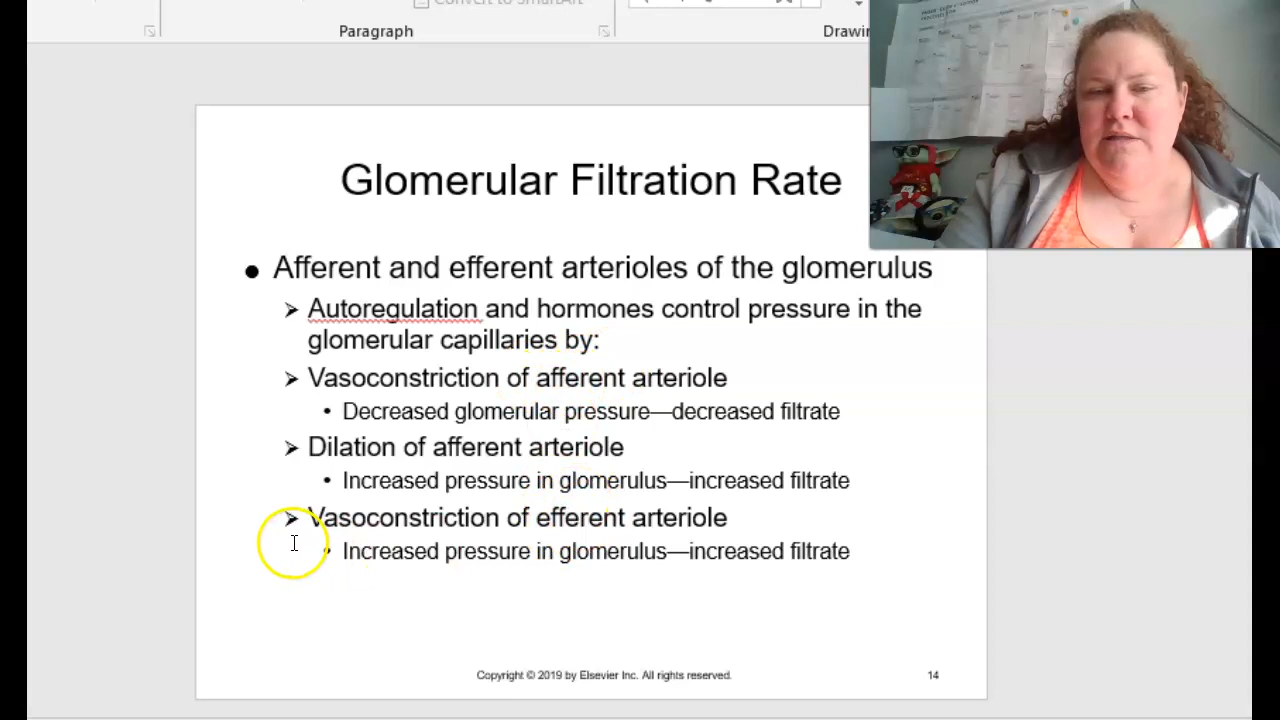 Convert to SmartArt
Paragraph
Drawin
Glomerular Filtration Rate
● Afferent and efferent arterioles of the glomerulus
➢ Autoregulation and hormones control pressure in the
glomerular capillaries by:
➢ Vasoconstriction of afferent arteriole
• Decreased glomerular pressure—decreased filtrate
➢ Dilation of afferent arteriole
• Increased pressure in glomerulus—increased filtrate
➢ Vasoconstriction of efferent arteriole
• Increased pressure in glomerulus—increased filtrate
Copyright © 2019 by Elsevier Inc. All rights reserved.
14